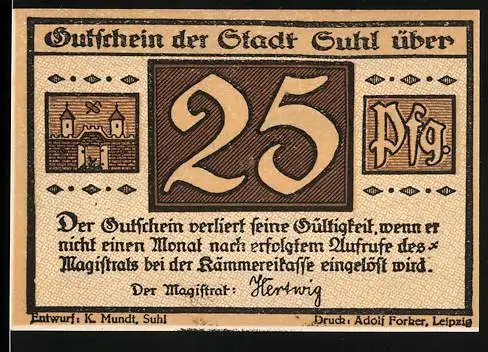 Gutschein der Stadt Suhl über
25
Pfg.
Der Gutschein verliert seine Gültigkeit, wenn er
nicht einen Monat nach erfolgtem Aufrufe des
Magistrats bei der Kämmereikasse eingelöst wird.
Der Magistrat: Hertwig
Entwurf: K. Mundt, Suhl
Druck: Adolf Forker, Leipzig